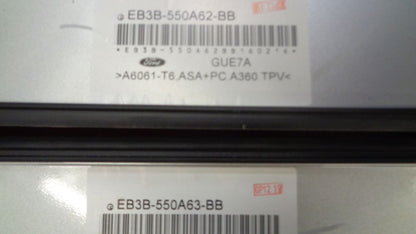 EB3B-550A62-BB
*EB3B-550A62BB160216*
Ford GUE7A
>A6061-T6,ASA+PC A360 TPV<
EB3B-550A63-BB